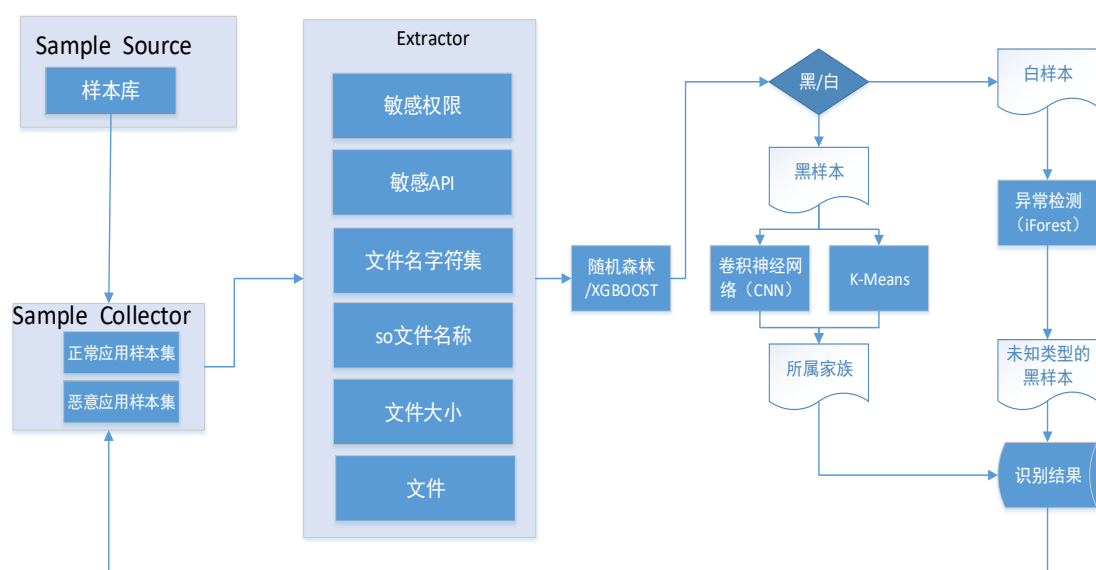 Sample Source
样本库
Sample Collector
正常应用样本集
恶意应用样本集
Extractor
敏感权限
敏感API
文件名字符集
so文件名称
文件大小
文件
随机森林
/XGBOOST
黑/白
黑样本
卷积神经网
络（CNN）
K-Means
所属家族
白样本
异常检测
（iForest）
未知类型的
黑样本
识别结果